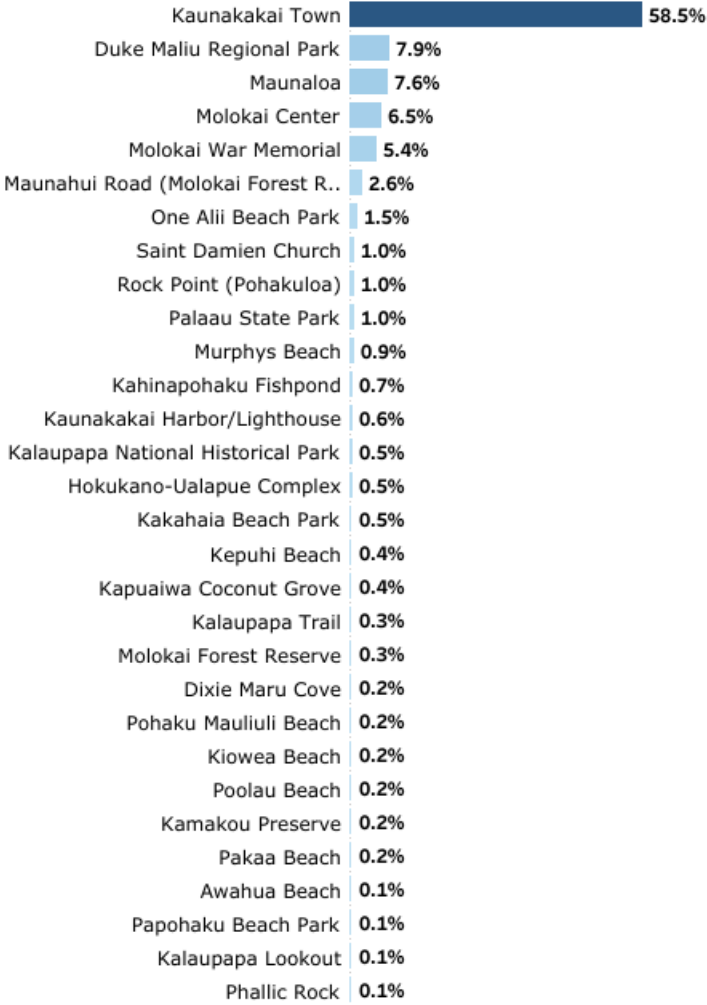 Kaunakakai Town 58.5%
Duke Maliu Regional Park 7.9%
Maunaloa 7.6%
Molokai Center 6.5%
Molokai War Memorial 5.4%
Maunahui Road (Molokai Forest R.. 2.6%
One Alii Beach Park 1.5%
Saint Damien Church 1.0%
Rock Point (Pohakuloa) 1.0%
Palaau State Park 1.0%
Murphys Beach 0.9%
Kahinapohaku Fishpond 0.7%
Kaunakakai Harbor/Lighthouse 0.6%
Kalaupapa National Historical Park 0.5%
Hokukano-Ualapue Complex 0.5%
Kakahaia Beach Park 0.5%
Kepuhi Beach 0.4%
Kapuaiwa Coconut Grove 0.4%
Kalaupapa Trail 0.3%
Molokai Forest Reserve 0.3%
Dixie Maru Cove 0.2%
Pohaku Mauliuli Beach 0.2%
Kiowea Beach 0.2%
Poolau Beach 0.2%
Kamakou Preserve 0.2%
Pakaa Beach 0.2%
Awahua Beach 0.1%
Papohaku Beach Park 0.1%
Kalaupapa Lookout 0.1%
Phallic Rock 0.1%